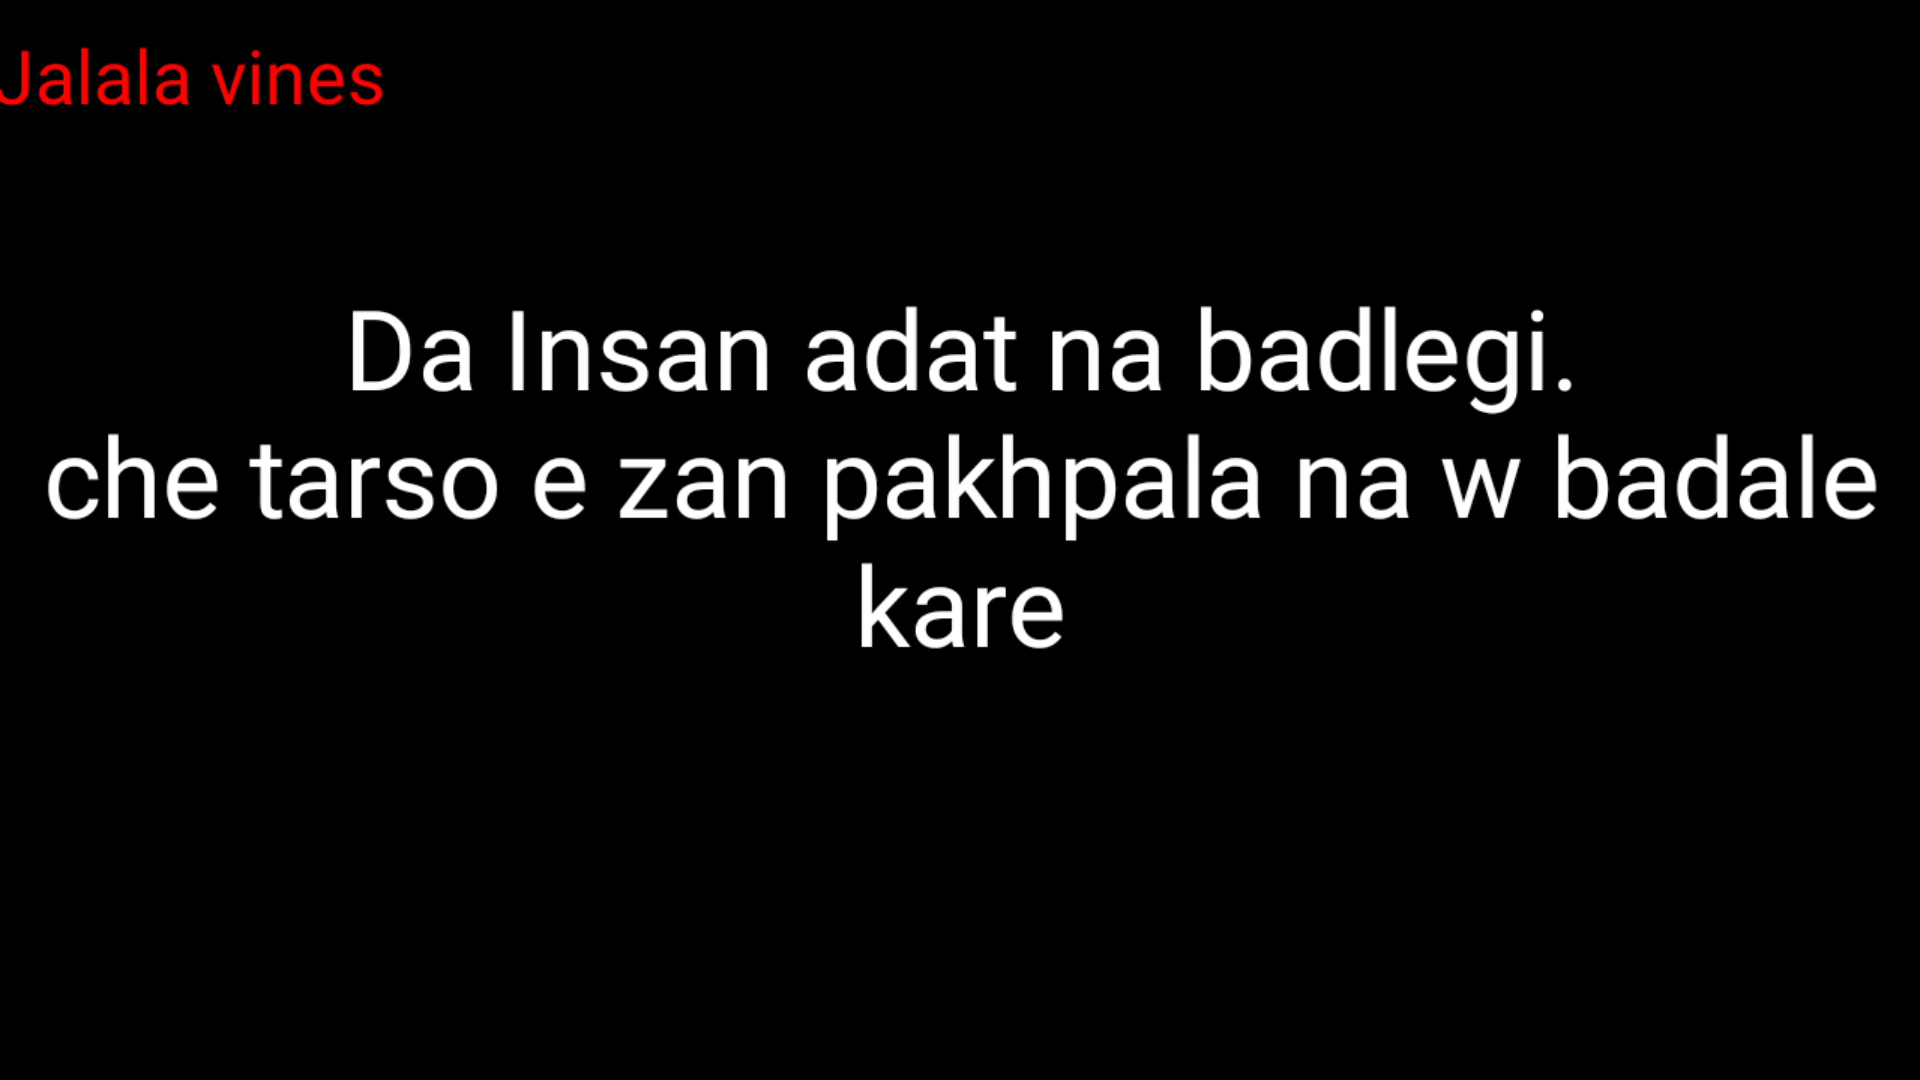 Jalala vines
Da Insan adat na badlegi.
che tarso e zan pakhpala na w badale
kare